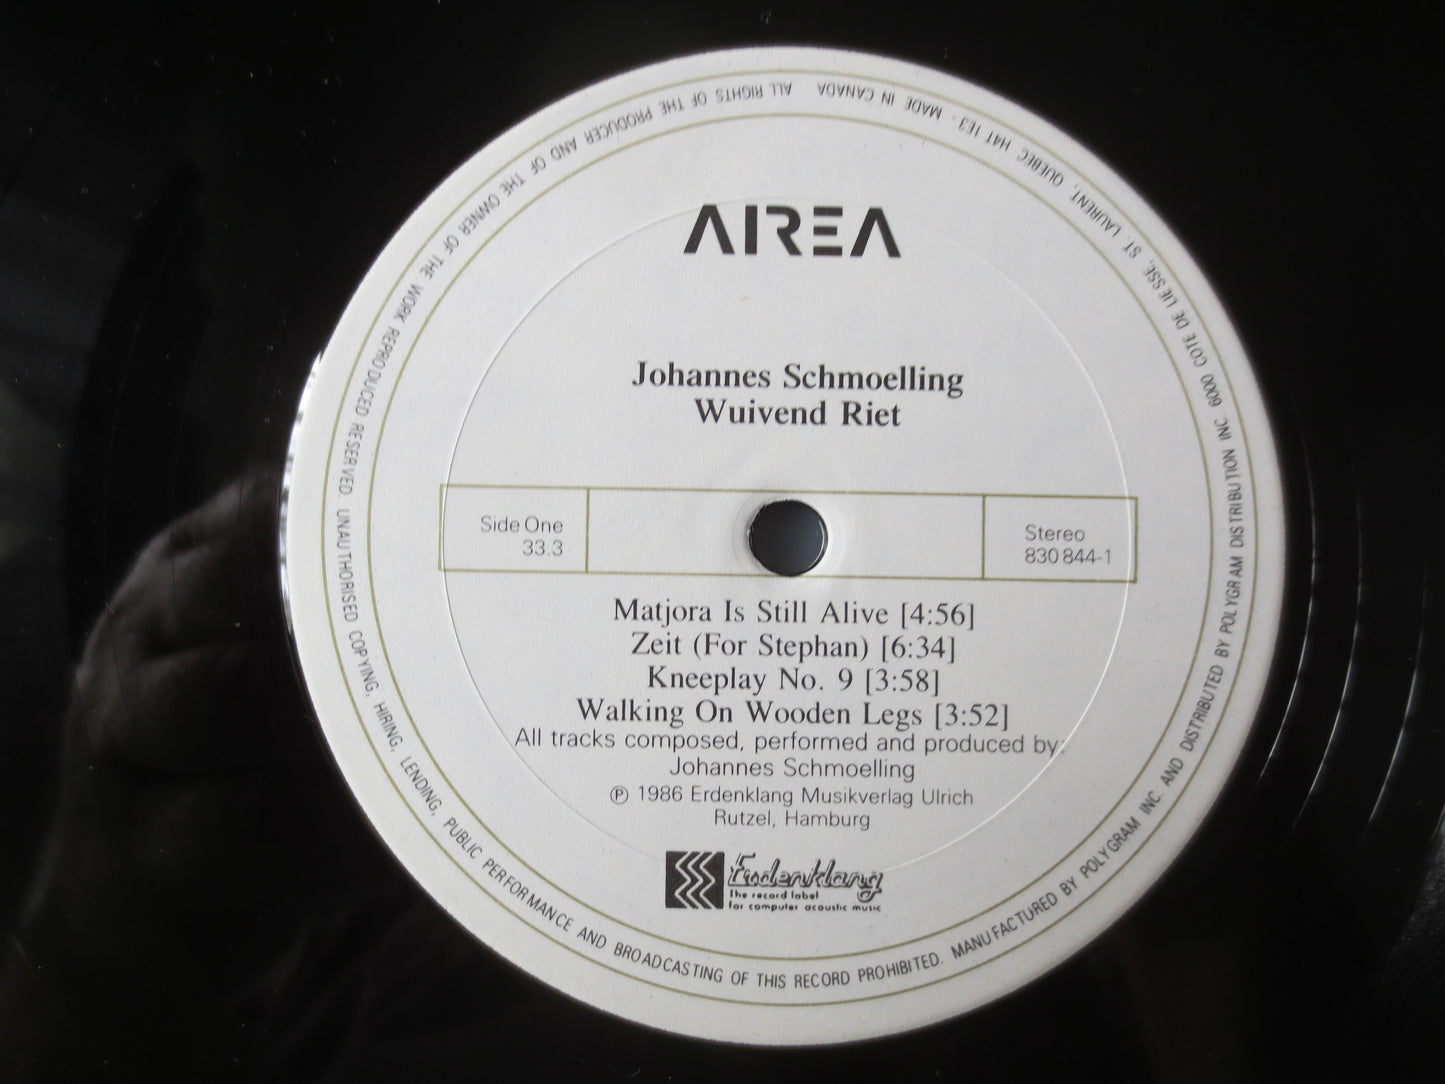 AIREA
Johannes Schmoelling
Wuivend Riet
Side One
33.3
Stereo
830 844-1
Matjora Is Still Alive [4:56]
Zeit (For Stephan) [6:34]
Kneeplay No. 9 [3:58]
Walking On Wooden Legs [3:52]
All tracks composed, performed and produced by:
Johannes Schmoelling
℗ 1986 Erdenklang Musikverlag Ulrich
Rutzel, Hamburg
Erdenklang
The record label
for computer acoustic music
ALL RIGHTS OF THE PRODUCER AND OF THE OWNER OF THE WORK REPRODUCED RESERVED. UNAUTHORISED COPYING, HIRING, LENDING, PUBLIC PERFORMANCE AND BROADCASTING OF THIS RECORD PROHIBITED. MANUFACTURED BY POLYGRAM INC. AND DISTRIBUTED BY POLYGRAM DISTRIBUTION INC. 6000 COTE DE LIESSE, ST. LAURENT, QUEBEC HAT 1E3. MADE IN CANADA